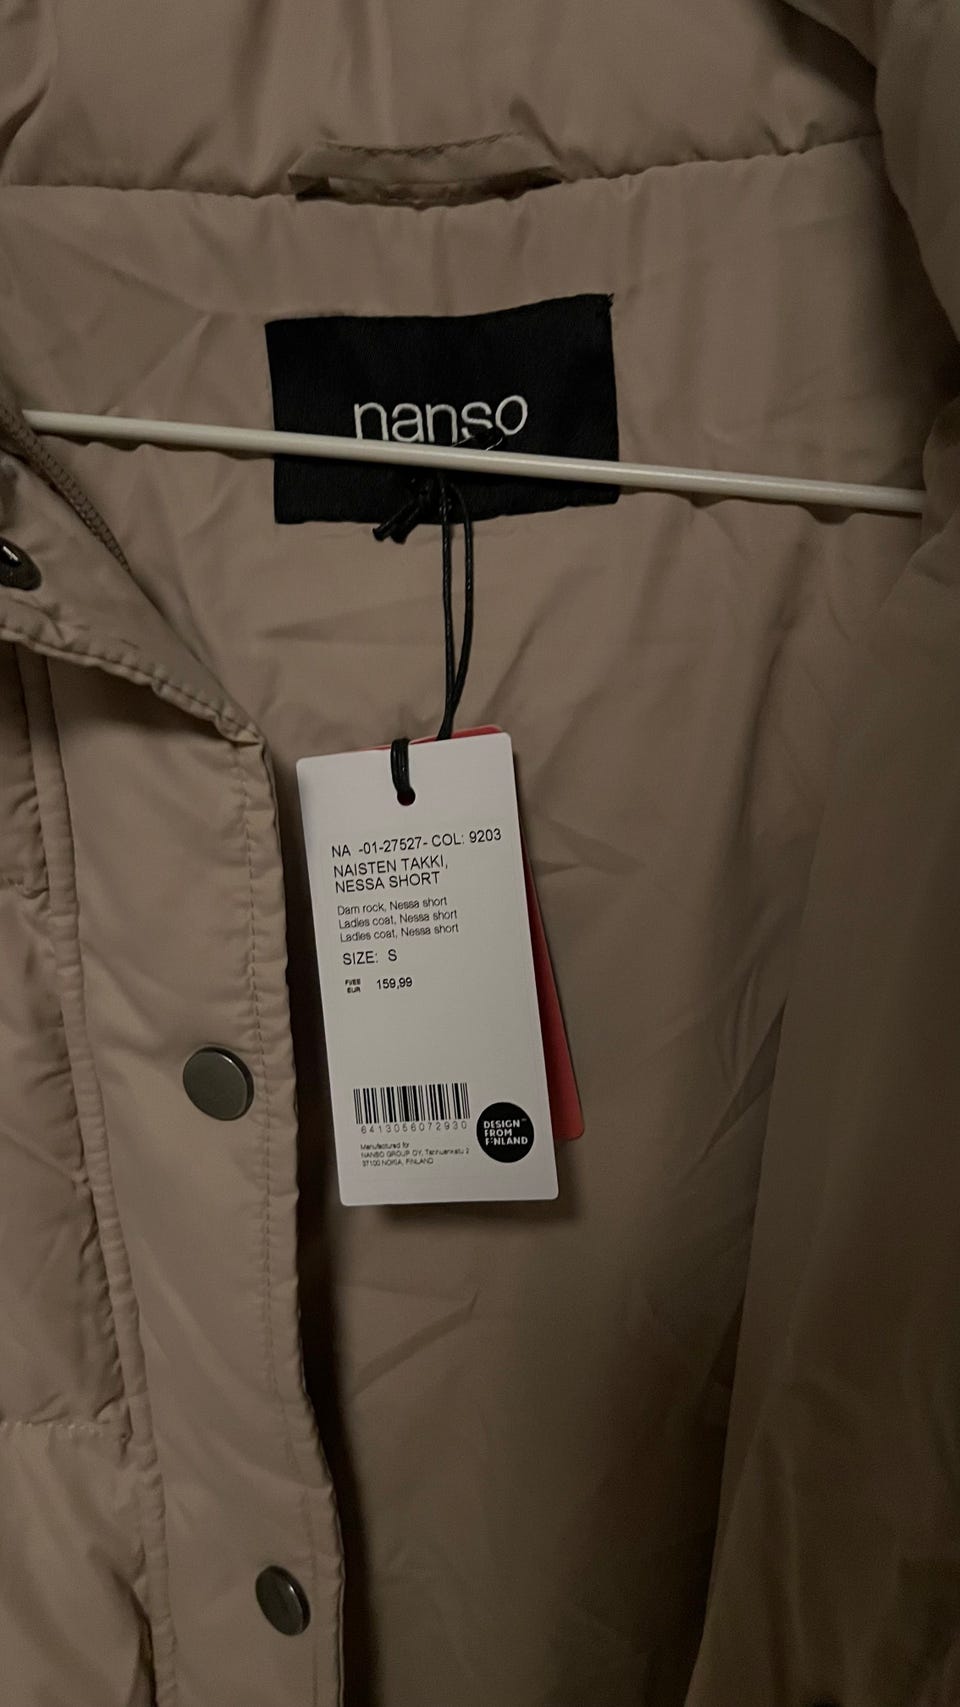 nanso
NA -01-27527- COL: 9203
NAISTEN TAKKI,
NESSA SHORT
Dam rock, Nessa short
Ladies coat, Nessa short
Ladies coat, Nessa short
SIZE: S
FI/EE
EUR 159,99
6413056072930
Manufactured for
NANSO GROUP OY, Tanhuankatu 2
37100 NOKIA, FINLAND
DESIGN™
FROM
FINLAND